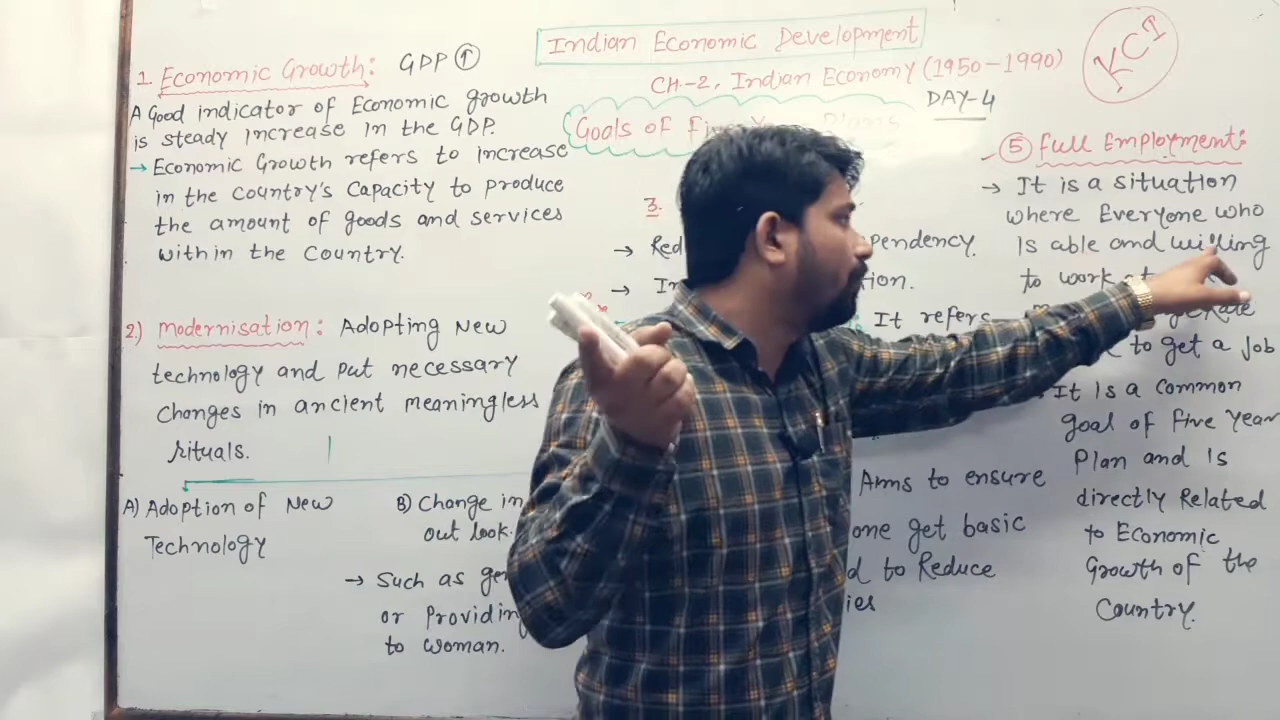 Indian Economic Development
CH.-2, Indian Economy (1950-1990)
DAY-4
KCI
Goals of Five Year Plans
1. Economic Growth: GDP ↑
A Good indicator of Economic growth
is steady increase in the GDP.
→ Economic Growth refers to increase
in the country's capacity to produce
the amount of goods and services
within the country.
2) Modernisation: Adopting New
technology and put necessary
changes in ancient meaningless
rituals.
A) Adoption of New
Technology
B) Change in
out look.
→ Such as
or Providin
to woman.
3.
→ Red pendency.
→ In ion.
It refers
Aims to ensure
one get basic
d to Reduce
ies
5 Full Employment:
→ It is a situation
where Everyone who
is able and willing
to work at
to get a Job
It is a common
goal of five Year
Plan and is
directly Related
to Economic
Growth of the
Country.